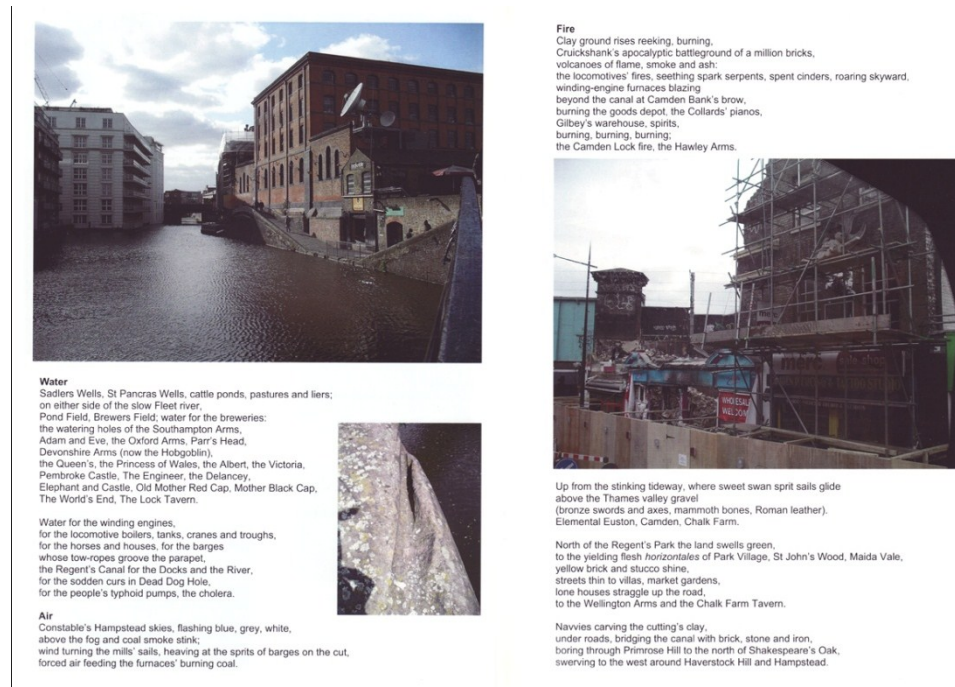 Water
Sadlers Wells, St Pancras Wells, cattle ponds, pastures and liers;
on either side of the slow Fleet river,
Pond Field, Brewers Field; water for the breweries:
the watering holes of the Southampton Arms,
Adam and Eve, the Oxford Arms, Parr's Head,
Devonshire Arms (now the Hobgoblin),
the Queen's, the Princess of Wales, the Albert, the Victoria,
Pembroke Castle, The Engineer, the Delancey,
Elephant and Castle, Old Mother Red Cap, Mother Black Cap,
The World's End, The Lock Tavern.
Water for the winding engines,
for the locomotive boilers, tanks, cranes and troughs,
for the horses and houses, for the barges
whose tow-ropes groove the parapet,
the Regent's Canal for the Docks and the River,
for the sodden curs in Dead Dog Hole,
for the people's typhoid pumps, the cholera.
Air
Constable's Hampstead skies, flashing blue, grey, white,
above the fog and coal smoke stink;
wind turning the mills' sails, heaving at the sprits of barges on the cut,
forced air feeding the furnaces' burning coal.
Fire
Clay ground rises reeking, burning,
Cruickshank's apocalyptic battleground of a million bricks,
volcanoes of flame, smoke and ash:
the locomotives' fires, seething spark serpents, spent cinders, roaring skyward,
winding-engine furnaces blazing
beyond the canal at Camden Bank's brow,
burning the goods depot, the Collards' pianos,
Gilbey's warehouse, spirits,
burning, burning, burning;
the Camden Lock fire, the Hawley Arms.
WHOLESALE
WELCOM
Up from the stinking tideway, where sweet swan sprit sails glide
above the Thames valley gravel
(bronze swords and axes, mammoth bones, Roman leather).
Elemental Euston, Camden, Chalk Farm.
North of the Regent's Park the land swells green,
to the yielding flesh horizontales of Park Village, St John's Wood, Maida Vale,
yellow brick and stucco shine,
streets thin to villas, market gardens,
lone houses straggle up the road,
to the Wellington Arms and the Chalk Farm Tavern.
Navvies carving the cutting's clay,
under roads, bridging the canal with brick, stone and iron,
boring through Primrose Hill to the north of Shakespeare's Oak,
swerving to the west around Haverstock Hill and Hampstead.